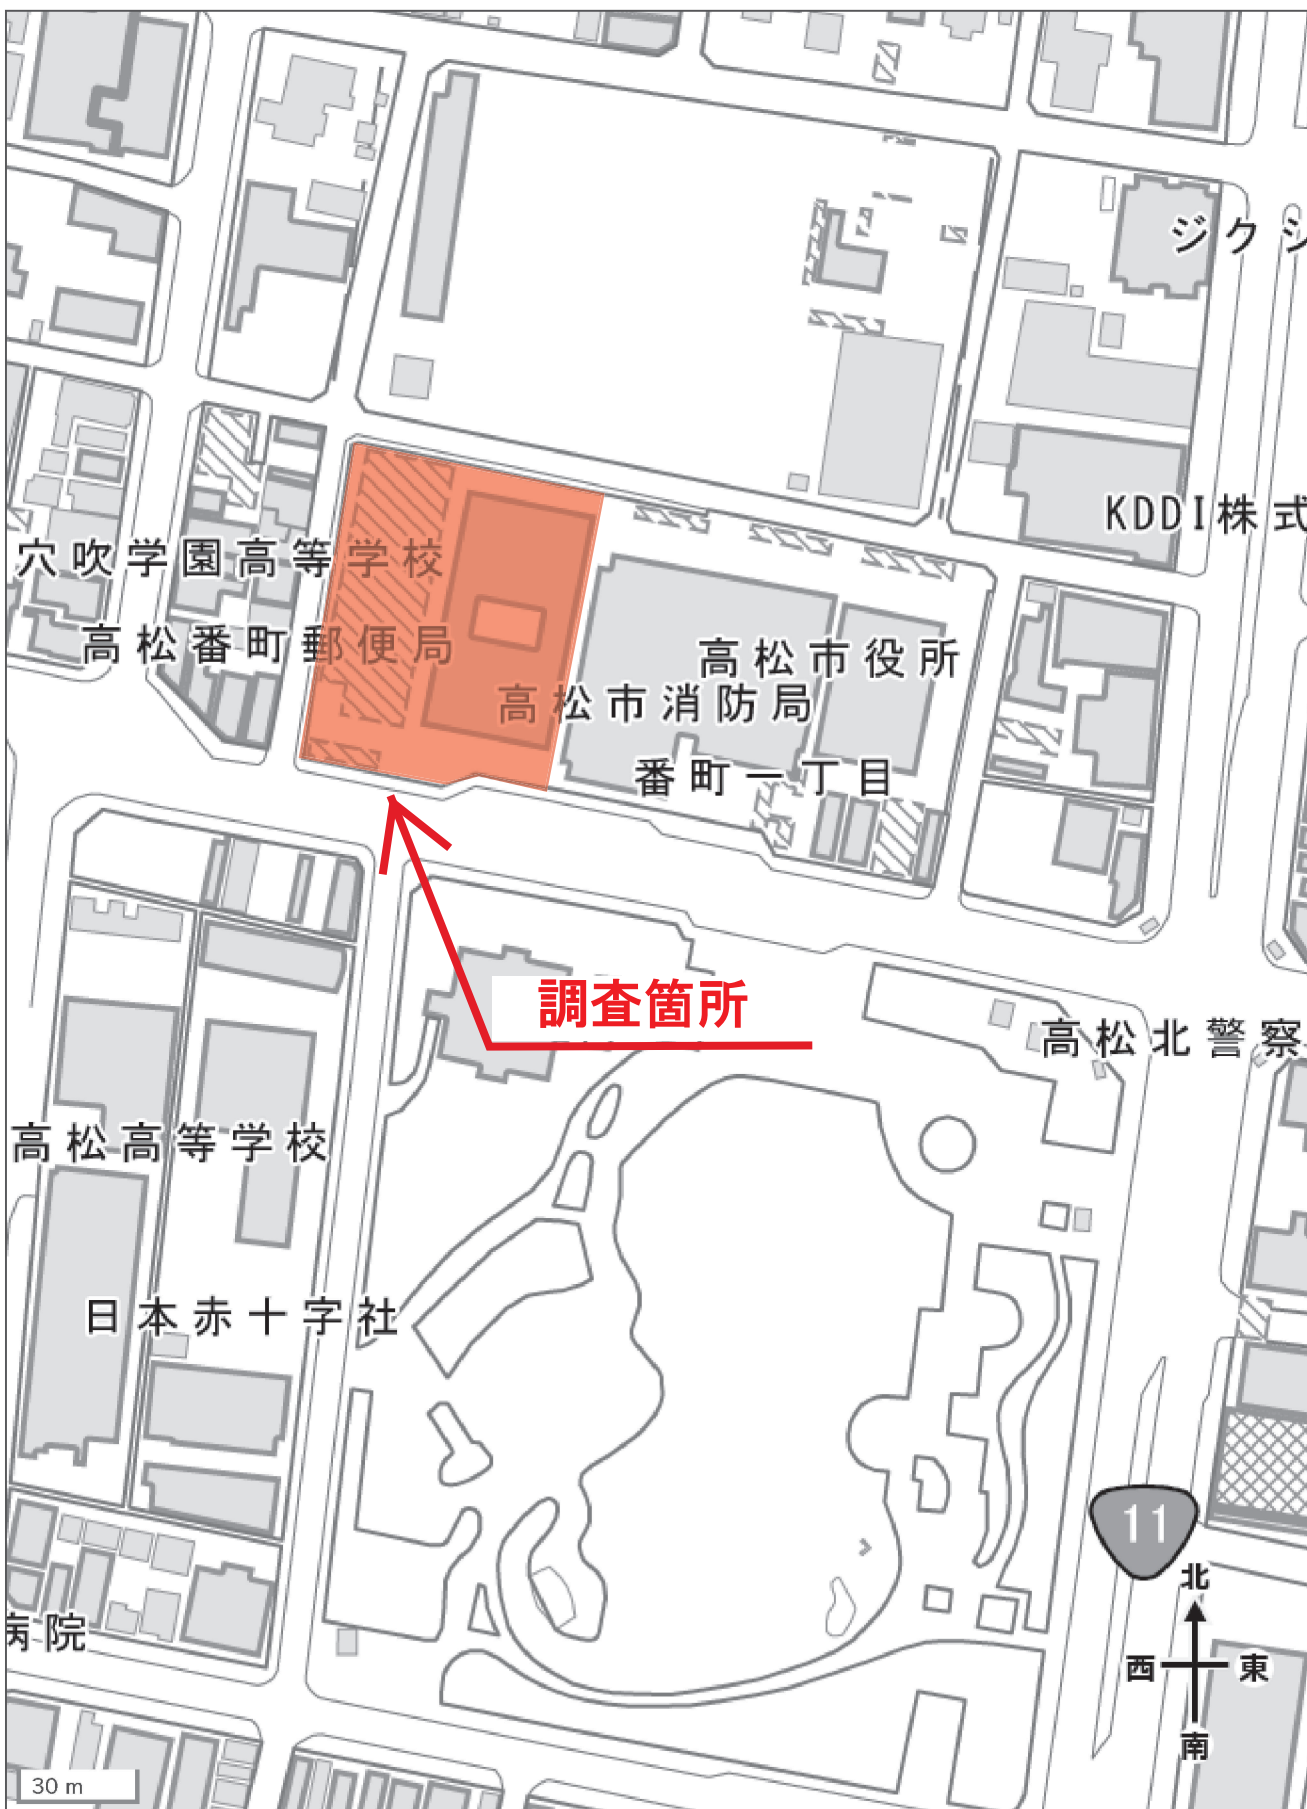 ジクシ
KDDI株式
穴吹学園高等学校
高松番町郵便局
高松市役所
高松市消防局
番町一丁目
調査箇所
高松北警察
高松高等学校
日本赤十字社
11
北
病院
西
東
南
30 m